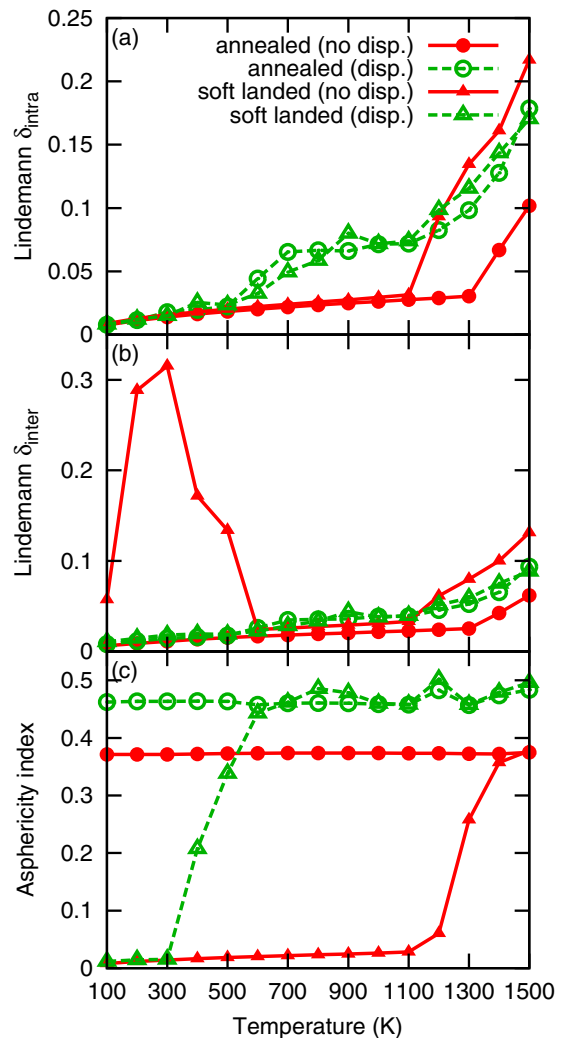 (a)
annealed (no disp.)
annealed (disp.)
soft landed (no disp.)
soft landed (disp.)
Lindemann δintra
0.25
0.2
0.15
0.1
0.05
0
(b)
Lindemann δinter
0.3
0.2
0.1
0
(c)
Asphericity index
0.5
0.4
0.3
0.2
0.1
0
100 300 500 700 900 1100 1300 1500
Temperature (K)